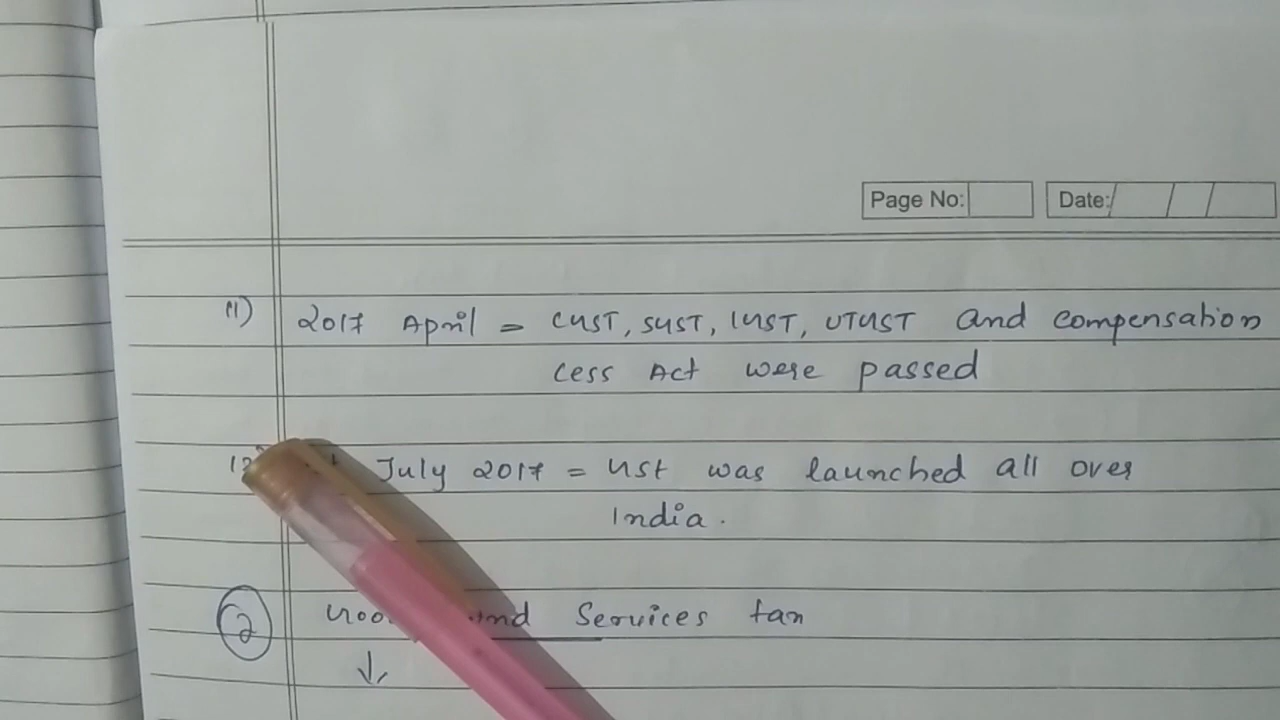 Page No: Date: / /
11) 2017 April = CGST, SGST, IGST, UTGST and compensation
cess Act were passed
12) July 2017 = GST was launched all over
India.
2 and Services tax